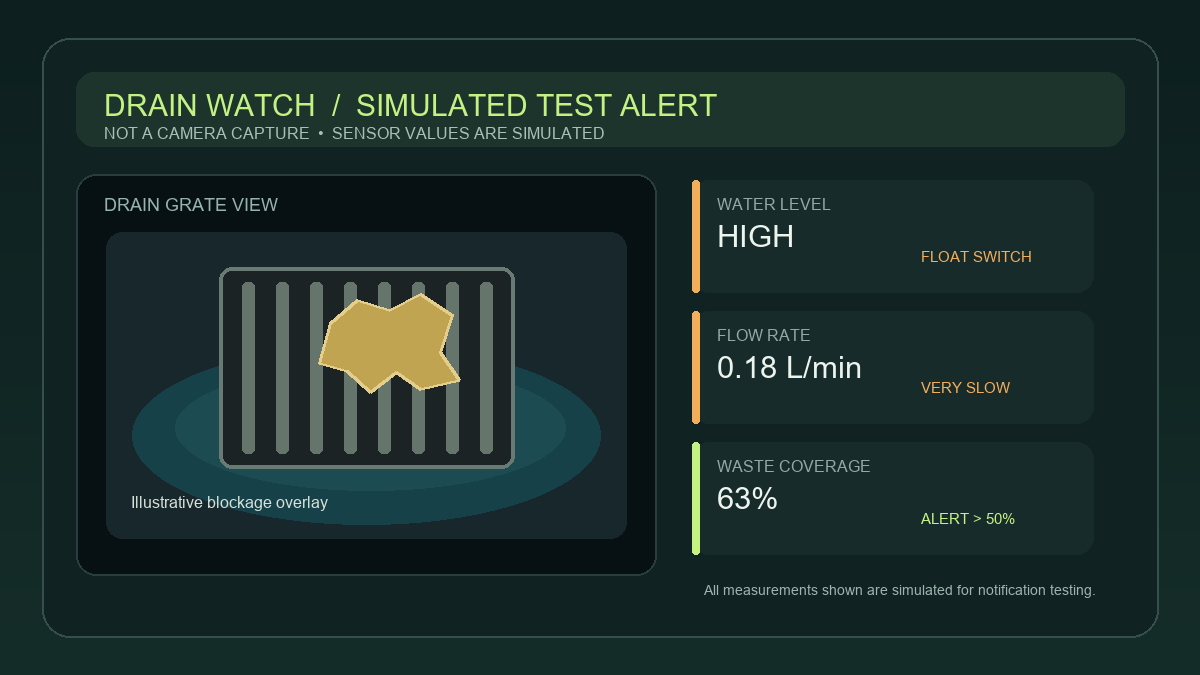 DRAIN WATCH / SIMULATED TEST ALERT
NOT A CAMERA CAPTURE • SENSOR VALUES ARE SIMULATED
DRAIN GRATE VIEW
Illustrative blockage overlay
WATER LEVEL
HIGH
FLOAT SWITCH
FLOW RATE
0.18 L/min
VERY SLOW
WASTE COVERAGE
63%
ALERT > 50%
All measurements shown are simulated for notification testing.